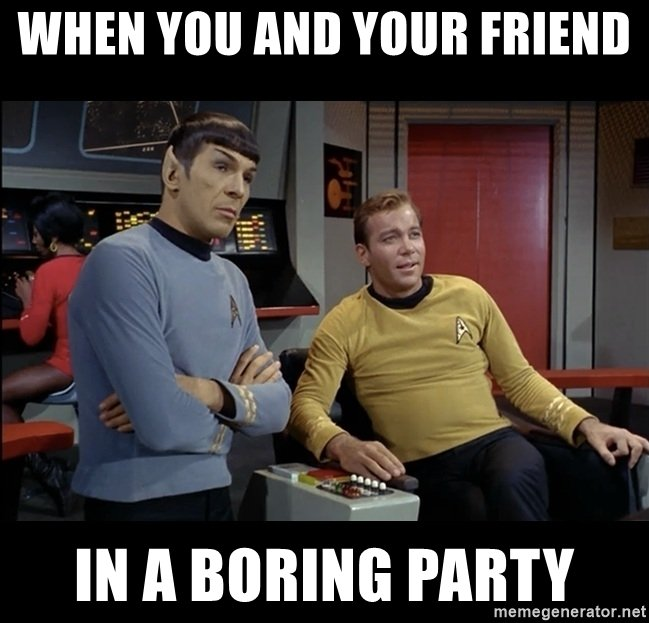 WHEN YOU AND YOUR FRIEND
IN A BORING PARTY
memegenerator.net